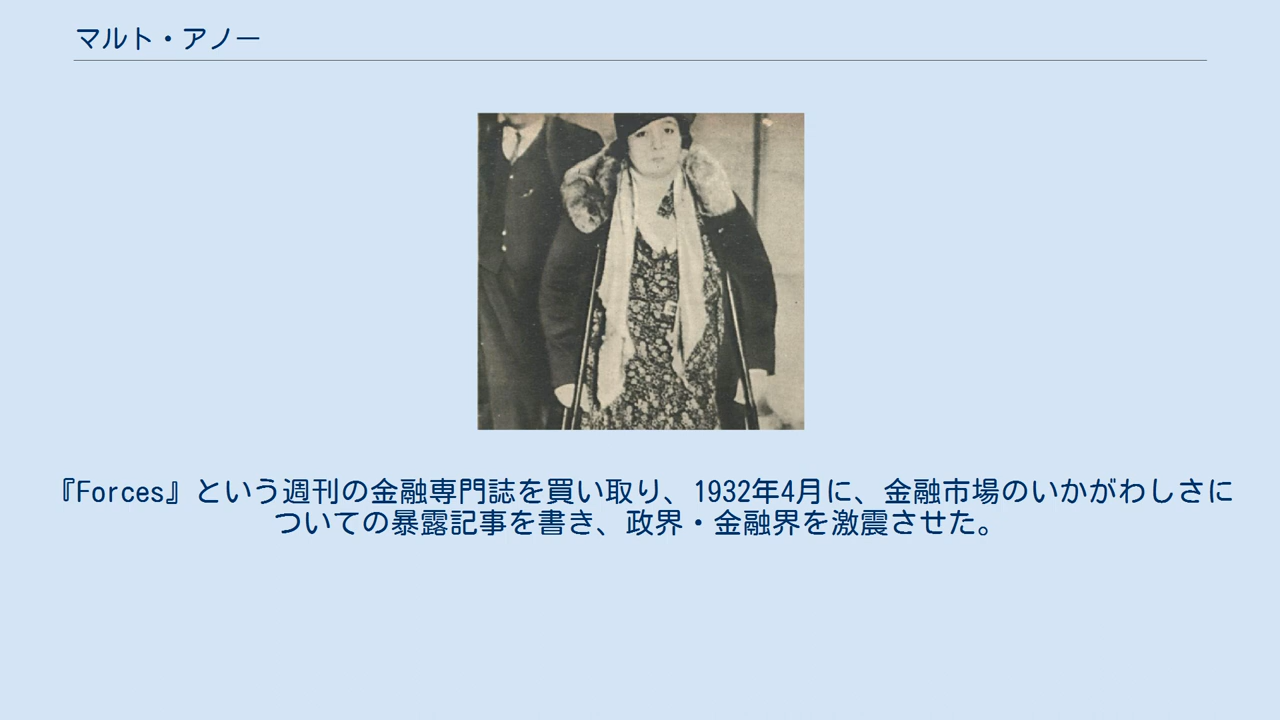 マルト・アノー
『Forces』という週刊の金融専門誌を買い取り、1932年4月に、金融市場のいかがわしさに
ついての暴露記事を書き、政界・金融界を激震させた。